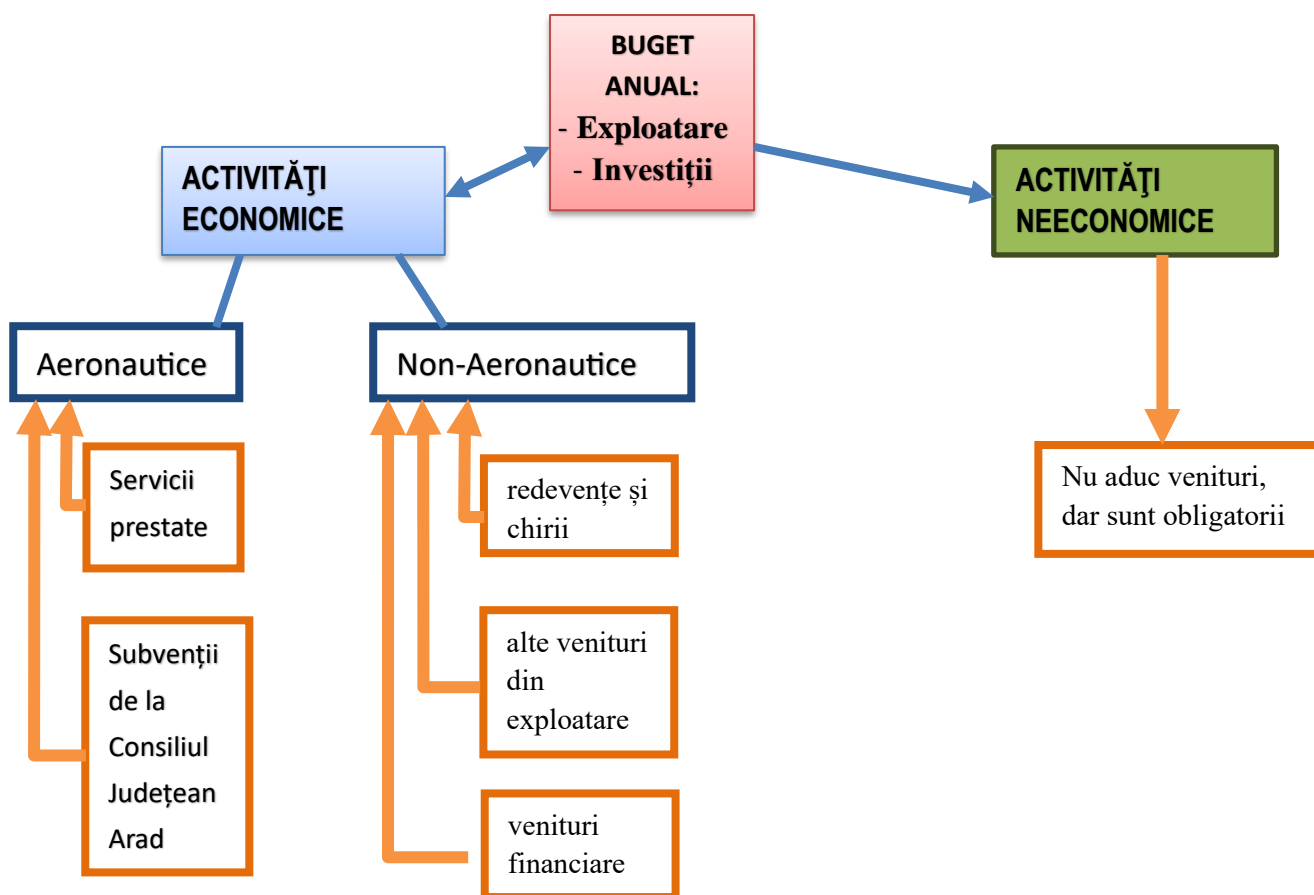 BUGET
ANUAL:
- Exploatare
- Investiții
ACTIVITĂŢI
ECONOMICE
ACTIVITĂŢI
NEECONOMICE
Aeronautice
Non-Aeronautice
Servicii
prestate
redevențe și
chirii
Nu aduc venituri,
dar sunt obligatorii
Subvenții
de la
Consiliul
Județean
Arad
alte venituri
din
exploatare
venituri
financiare